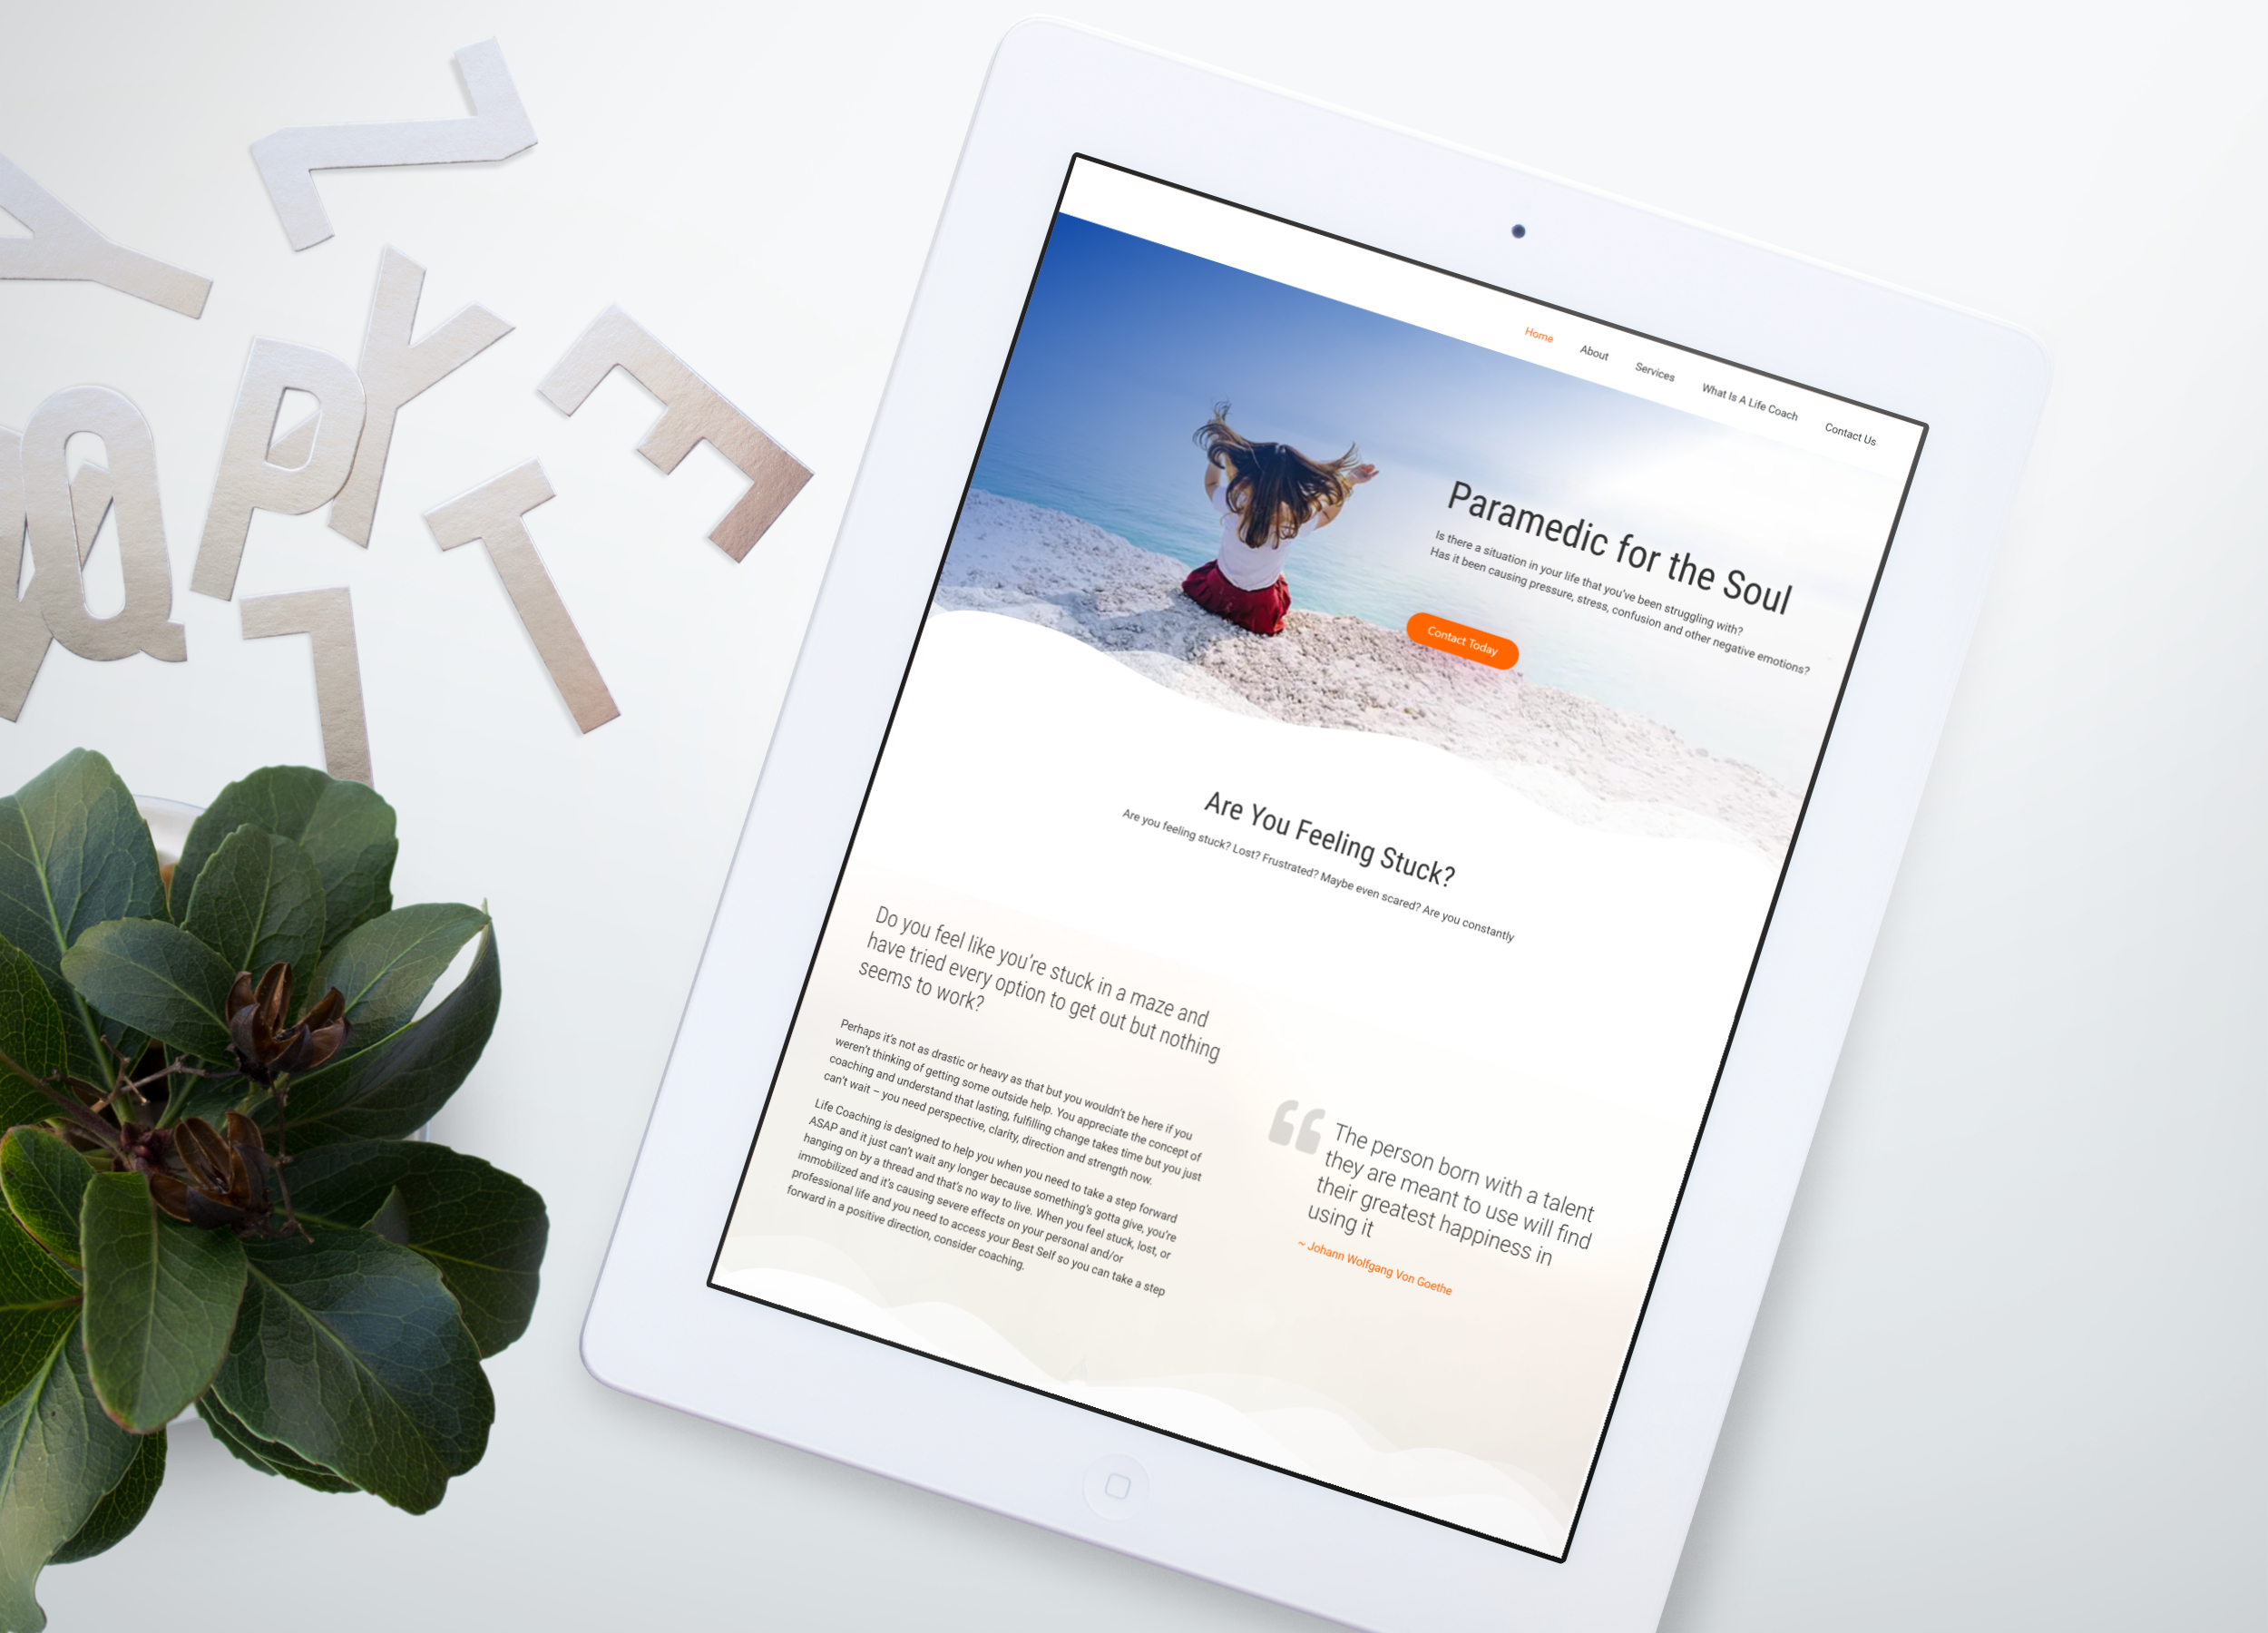 Z
Y
Y
E
P
Q
T
Home About Services What Is A Life Coach Contact Us
Paramedic for the Soul
Is there a situation in your life that you've been struggling with?
Has it been causing pressure, stress, confusion and other negative emotions?
Contact Today
Are You Feeling Stuck?
Are you feeling stuck? Lost? Frustrated? Maybe even scared? Are you constantly
Do you feel like you're stuck in a maze and
have tried every option to get out but nothing
seems to work?
Perhaps it's not as drastic or heavy as that but you wouldn't be here if you
weren't thinking of getting some outside help. You appreciate the concept of
coaching and understand that lasting, fulfilling change takes time but you just
can't wait – you need perspective, clarity, direction and strength now.
Life Coaching is designed to help you when you need to take a step forward
ASAP and it just can't wait any longer because something's gotta give, you're
hanging on by a thread and that's no way to live. When you feel stuck, lost, or
immobilized and it's causing severe effects on your personal and/or
professional life and you need to access your Best Self so you can take a step
forward in a positive direction, consider coaching.
“ The person born with a talent
they are meant to use will find
their greatest happiness in
using it
~ Johann Wolfgang Von Goethe